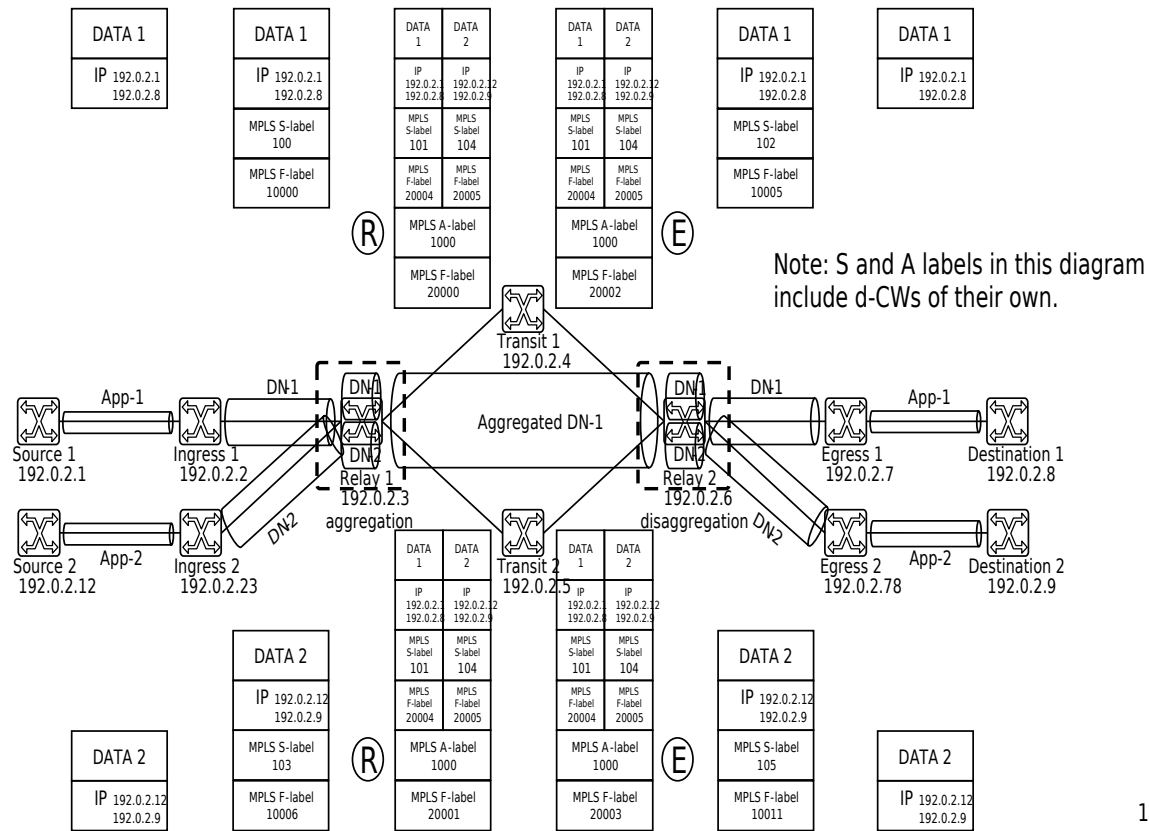 DATA 1
IP 192.0.2.1
192.0.2.8
DATA 1
IP 192.0.2.1
192.0.2.8
MPLS S-label
100
MPLS F-label
10000
DATA
1
DATA
2
IP
192.0.2.1
192.0.2.8
IP
192.0.2.12
192.0.2.9
MPLS
S-label
101
MPLS
S-label
104
MPLS
F-label
20004
MPLS
F-label
20005
MPLS A-label
1000
MPLS F-label
20000
R
DATA
1
DATA
2
IP
192.0.2.1
192.0.2.8
IP
192.0.2.12
192.0.2.9
MPLS
S-label
101
MPLS
S-label
104
MPLS
F-label
20004
MPLS
F-label
20005
MPLS A-label
1000
MPLS F-label
20002
E
DATA 1
IP 192.0.2.1
192.0.2.8
MPLS S-label
102
MPLS F-label
10005
DATA 1
IP 192.0.2.1
192.0.2.8
Note: S and A labels in this diagram
include d-CWs of their own.
Transit 1
192.0.2.4
App-1
DN-1
DN-1
Aggregated DN-1
DN-1
DN-1
App-1
Source 1
192.0.2.1
Ingress 1
192.0.2.2
DN-2
Relay 1
192.0.2.3
aggregation
DN-2
Relay 2
192.0.2.6
disaggregation
Egress 1
192.0.2.7
Destination 1
192.0.2.8
DN-2
DN-2
App-2
App-2
Source 2
192.0.2.12
Ingress 2
192.0.2.23
Transit 2
192.0.2.5
Egress 2
192.0.2.78
Destination 2
192.0.2.9
DATA
1
DATA
2
IP
192.0.2.1
192.0.2.8
IP
192.0.2.12
192.0.2.9
MPLS
S-label
101
MPLS
S-label
104
MPLS
F-label
20004
MPLS
F-label
20005
MPLS A-label
1000
MPLS F-label
20001
R
DATA
1
DATA
2
IP
192.0.2.1
192.0.2.8
IP
192.0.2.12
192.0.2.9
MPLS
S-label
101
MPLS
S-label
104
MPLS
F-label
20004
MPLS
F-label
20005
MPLS A-label
1000
MPLS F-label
20003
E
DATA 2
IP 192.0.2.12
192.0.2.9
DATA 2
IP 192.0.2.12
192.0.2.9
MPLS S-label
103
MPLS F-label
10006
DATA 2
IP 192.0.2.12
192.0.2.9
MPLS S-label
105
MPLS F-label
10011
DATA 2
IP 192.0.2.12
192.0.2.9
1